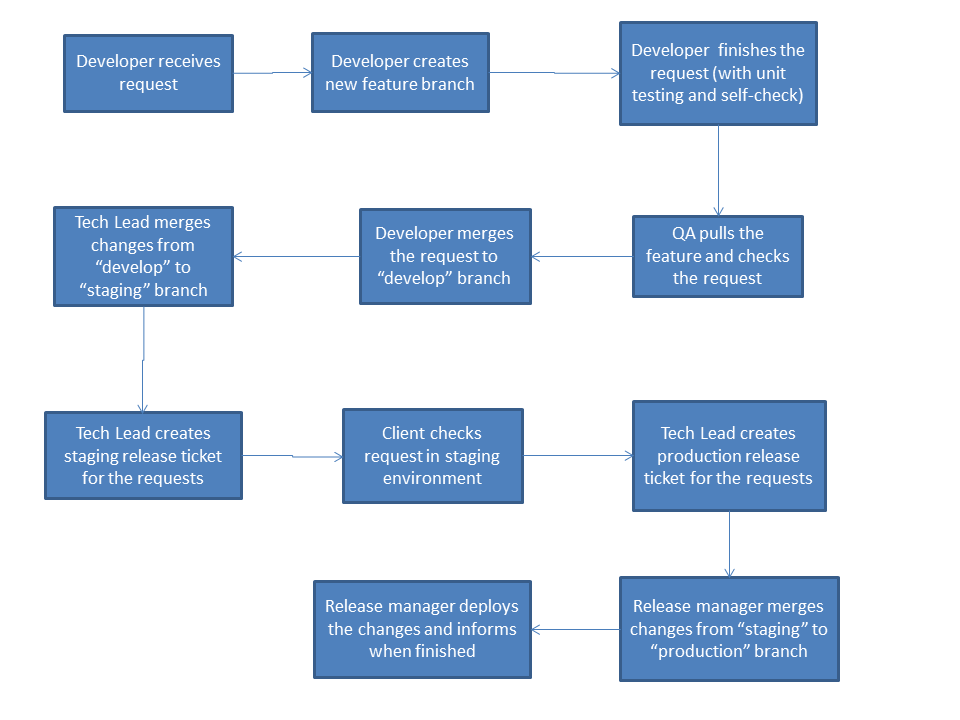 Developer receives
request
Developer creates
new feature branch
Developer  finishes the
request (with unit
testing and self-check)
QA pulls the
feature and checks
the request
Developer merges
the request to
“develop” branch
Tech Lead merges
changes from
“develop” to
“staging” branch
Tech Lead creates
staging release ticket
for the requests
Client checks
request in staging
environment
Tech Lead creates
production release
ticket for the requests
Release manager merges
changes from “staging” to
“production” branch
Release manager deploys
the changes and informs
when finished